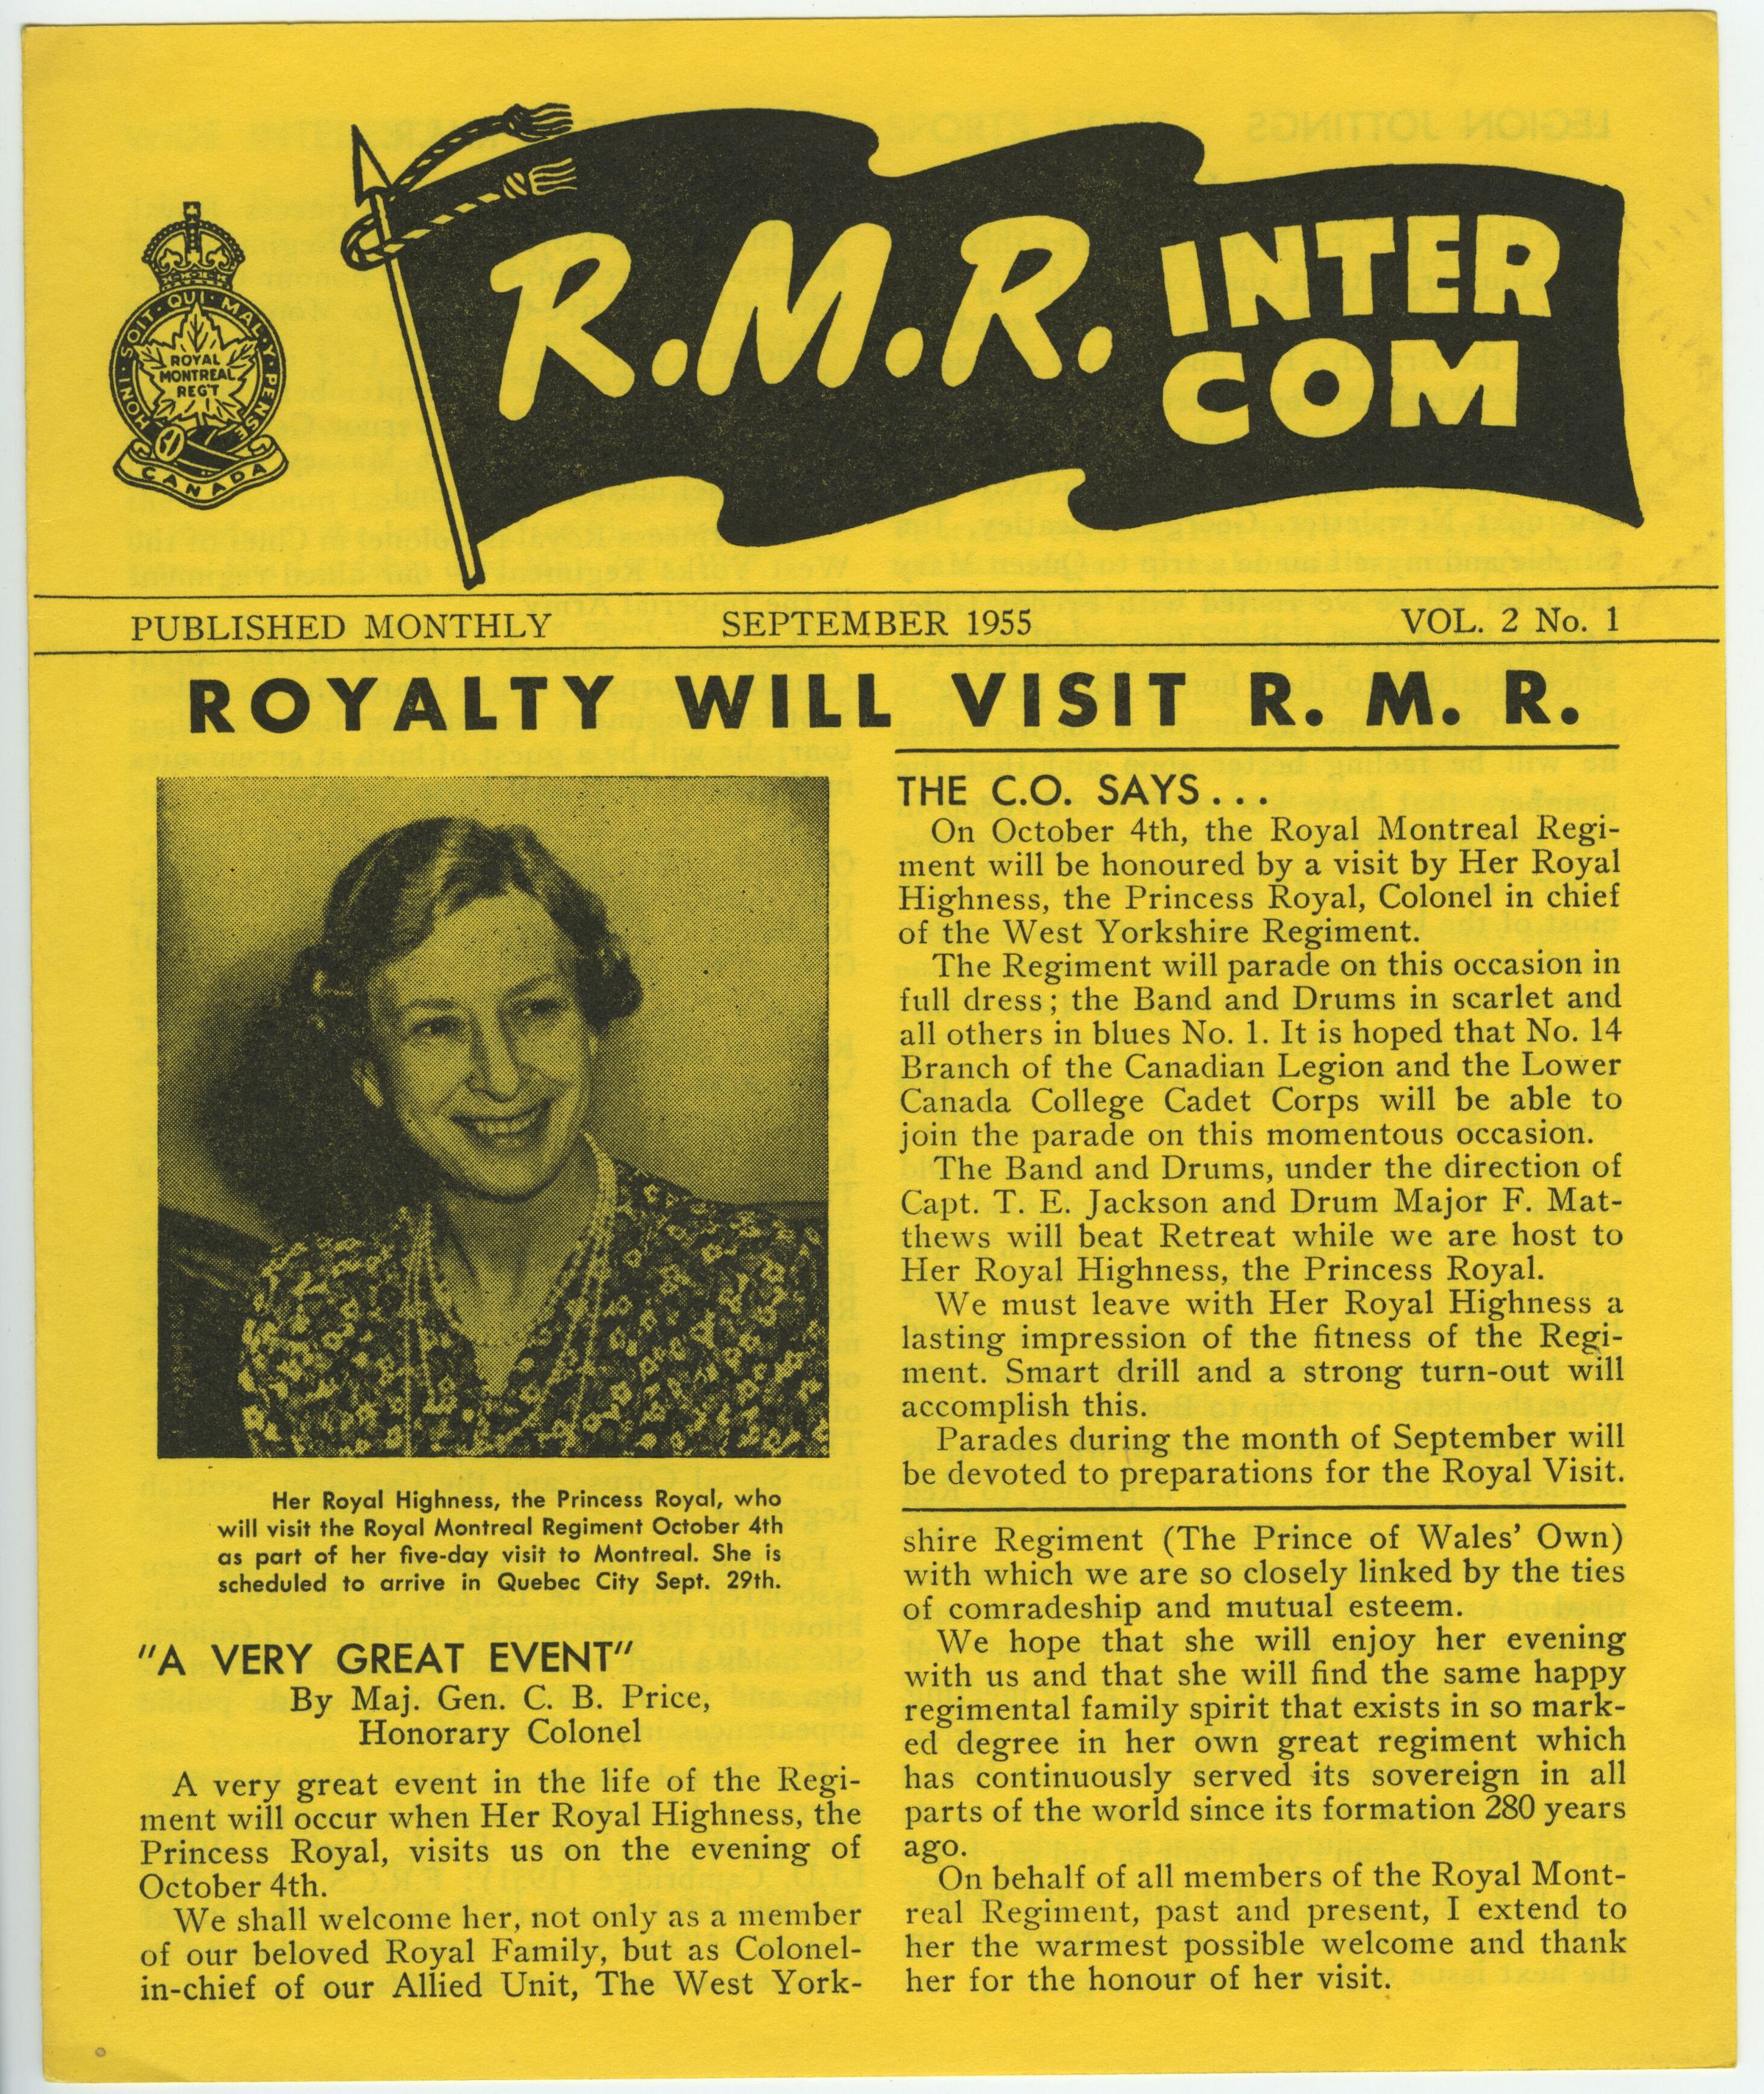 HONI · SOIT · QUI · MAL · Y · PENSE
ROYAL
MONTREAL
REG'T
CANADA
R.M.R. INTER
COM
PUBLISHED MONTHLY SEPTEMBER 1955 VOL. 2 No. 1
ROYALTY WILL VISIT R. M. R.
Her Royal Highness, the Princess Royal, who
will visit the Royal Montreal Regiment October 4th
as part of her five-day visit to Montreal. She is
scheduled to arrive in Quebec City Sept. 29th.
THE C.O. SAYS . . .
On October 4th, the Royal Montreal Regi-
ment will be honoured by a visit by Her Royal
Highness, the Princess Royal, Colonel in chief
of the West Yorkshire Regiment.
The Regiment will parade on this occasion in
full dress; the Band and Drums in scarlet and
all others in blues No. 1. It is hoped that No. 14
Branch of the Canadian Legion and the Lower
Canada College Cadet Corps will be able to
join the parade on this momentous occasion.
The Band and Drums, under the direction of
Capt. T. E. Jackson and Drum Major F. Mat-
thews will beat Retreat while we are host to
Her Royal Highness, the Princess Royal.
We must leave with Her Royal Highness a
lasting impression of the fitness of the Regi-
ment. Smart drill and a strong turn-out will
accomplish this.
Parades during the month of September will
be devoted to preparations for the Royal Visit.
"A VERY GREAT EVENT"
By Maj. Gen. C. B. Price,
Honorary Colonel
A very great event in the life of the Regi-
ment will occur when Her Royal Highness, the
Princess Royal, visits us on the evening of
October 4th.
We shall welcome her, not only as a member
of our beloved Royal Family, but as Colonel-
in-chief of our Allied Unit, The West York-
shire Regiment (The Prince of Wales' Own)
with which we are so closely linked by the ties
of comradeship and mutual esteem.
We hope that she will enjoy her evening
with us and that she will find the same happy
regimental family spirit that exists in so mark-
ed degree in her own great regiment which
has continuously served its sovereign in all
parts of the world since its formation 280 years
ago.
On behalf of all members of the Royal Mont-
real Regiment, past and present, I extend to
her the warmest possible welcome and thank
her for the honour of her visit.